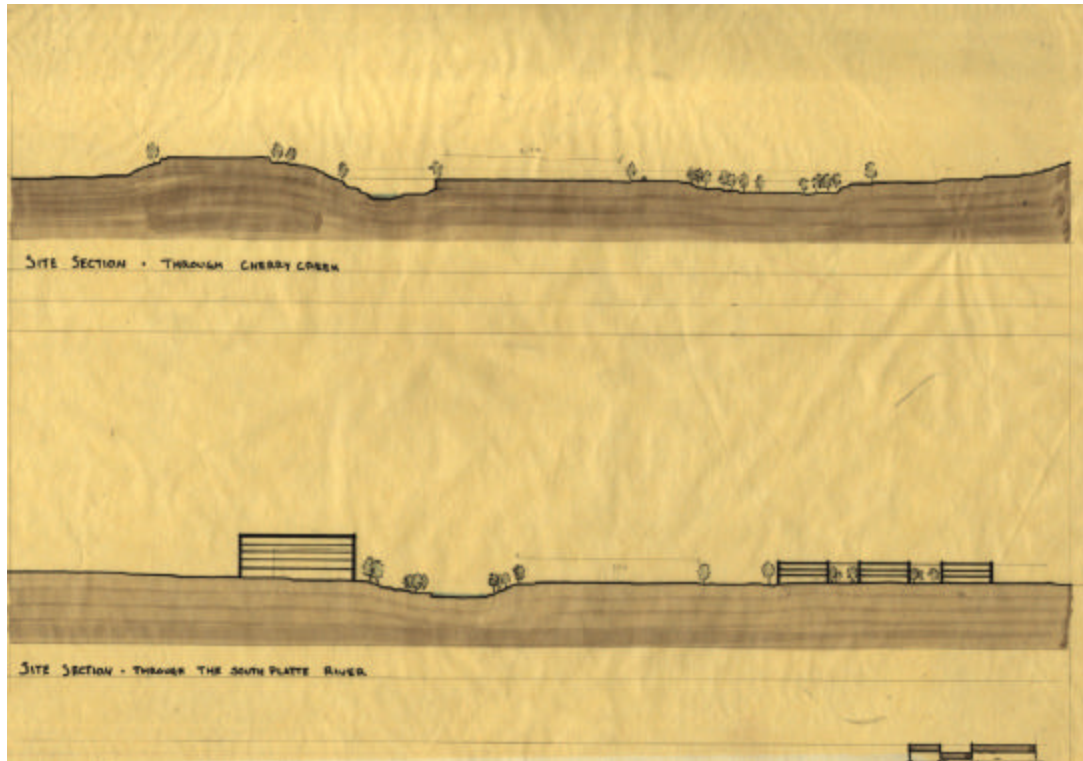 SITE SECTION - THROUGH CHERRY CREEK
SITE SECTION - THROUGH THE SOUTH PLATTE RIVER